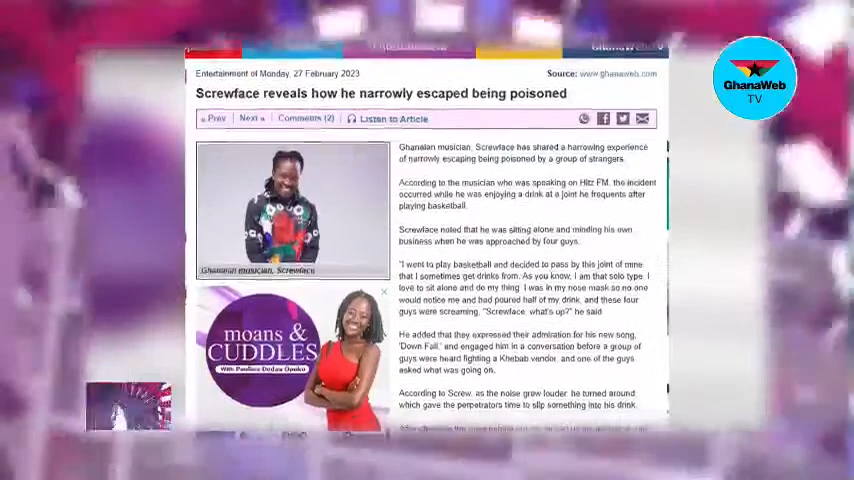 Entertainment of Monday, 27 February 2023
Source: www.ghanaweb.com
Screwface reveals how he narrowly escaped being poisoned
« Prev
Next »
Comments (2)
Listen to Article
GhanaWeb
TV
Ghanaian musician, Screwface has shared a harrowing experience
of narrowly escaping being poisoned by a group of strangers.
According to the musician who was speaking on Hitz FM, the incident
occurred while he was enjoying a drink at a joint he frequents after
playing basketball.
Screwface noted that he was sitting alone and minding his own
business when he was approached by four guys.
"I went to play basketball and decided to pass by this joint of mine
that I sometimes get drinks from. As you know, I am that solo type. I
love to sit alone and do my thing. I was in my nose mask so no one
would notice me and had poured half of my drink, and these four
guys were screaming, "Screwface, what's up?" he said
He added that they expressed their admiration for his new song,
'Down Fall,' and engaged him in a conversation before a group of
guys were heard fighting a Khebab vendor, and one of the guys
asked what was going on.
According to Screw, as the noise grew louder, he turned around,
which gave the perpetrators time to slip something into his drink.
Ghanaian musician, Screwface
moans &
CUDDLES
With Paulina Dedaa Opoku